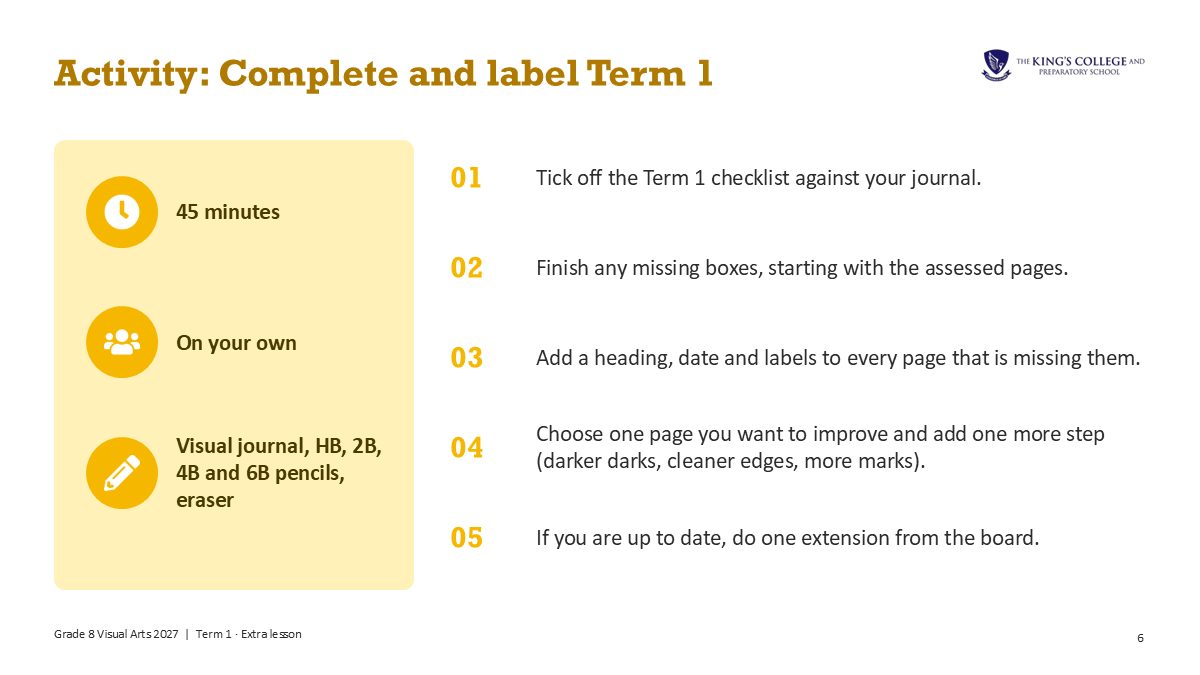 Activity: Complete and label Term 1
THE KING'S COLLEGE AND
PREPARATORY SCHOOL
45 minutes
On your own
Visual journal, HB, 2B,
4B and 6B pencils,
eraser
01 Tick off the Term 1 checklist against your journal.
02 Finish any missing boxes, starting with the assessed pages.
03 Add a heading, date and labels to every page that is missing them.
04 Choose one page you want to improve and add one more step
(darker darks, cleaner edges, more marks).
05 If you are up to date, do one extension from the board.
Grade 8 Visual Arts 2027 | Term 1 · Extra lesson
6